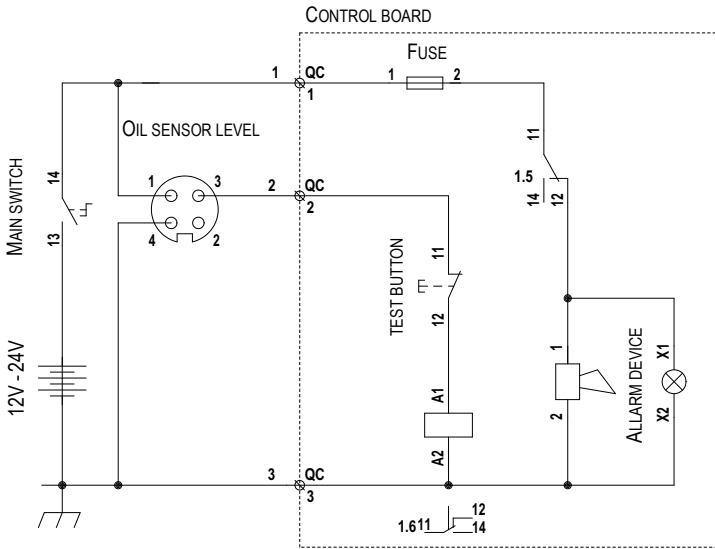 CONTROL BOARD
FUSE
1 QC 1 2
1
OIL SENSOR LEVEL
11
1 3 2 QC
2
1.5
14 12
14
MAIN SWITCH
13
4 2
11
TEST BUTTON
12
12V - 24V
1
2
ALLARM DEVICE
X1
X2
A1
A2
3 QC
3
12
1.6 11 14